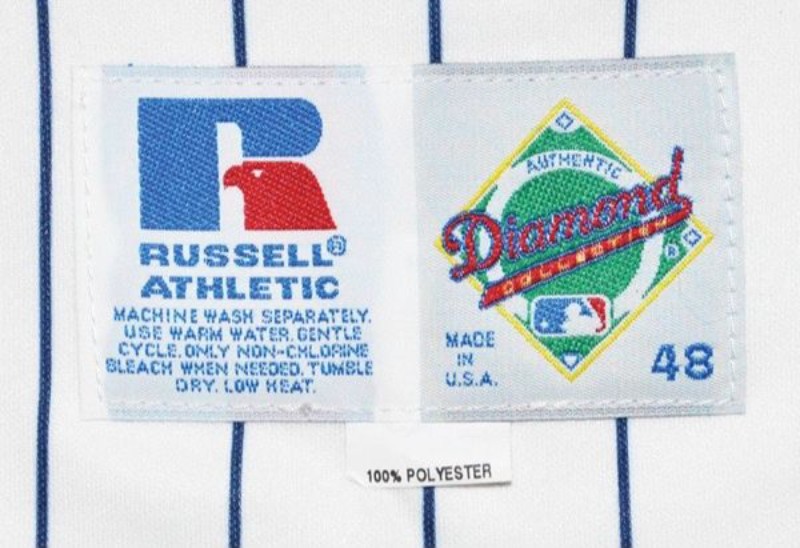 RUSSELL®
ATHLETIC
MACHINE WASH SEPARATELY.
USE WARM WATER. GENTLE
CYCLE. ONLY NON-CHLORINE
BLEACH WHEN NEEDED. TUMBLE
DRY. LOW HEAT.
AUTHENTIC
Diamond
COLLECTION
®
MADE
IN
U.S.A.
48
100% POLYESTER